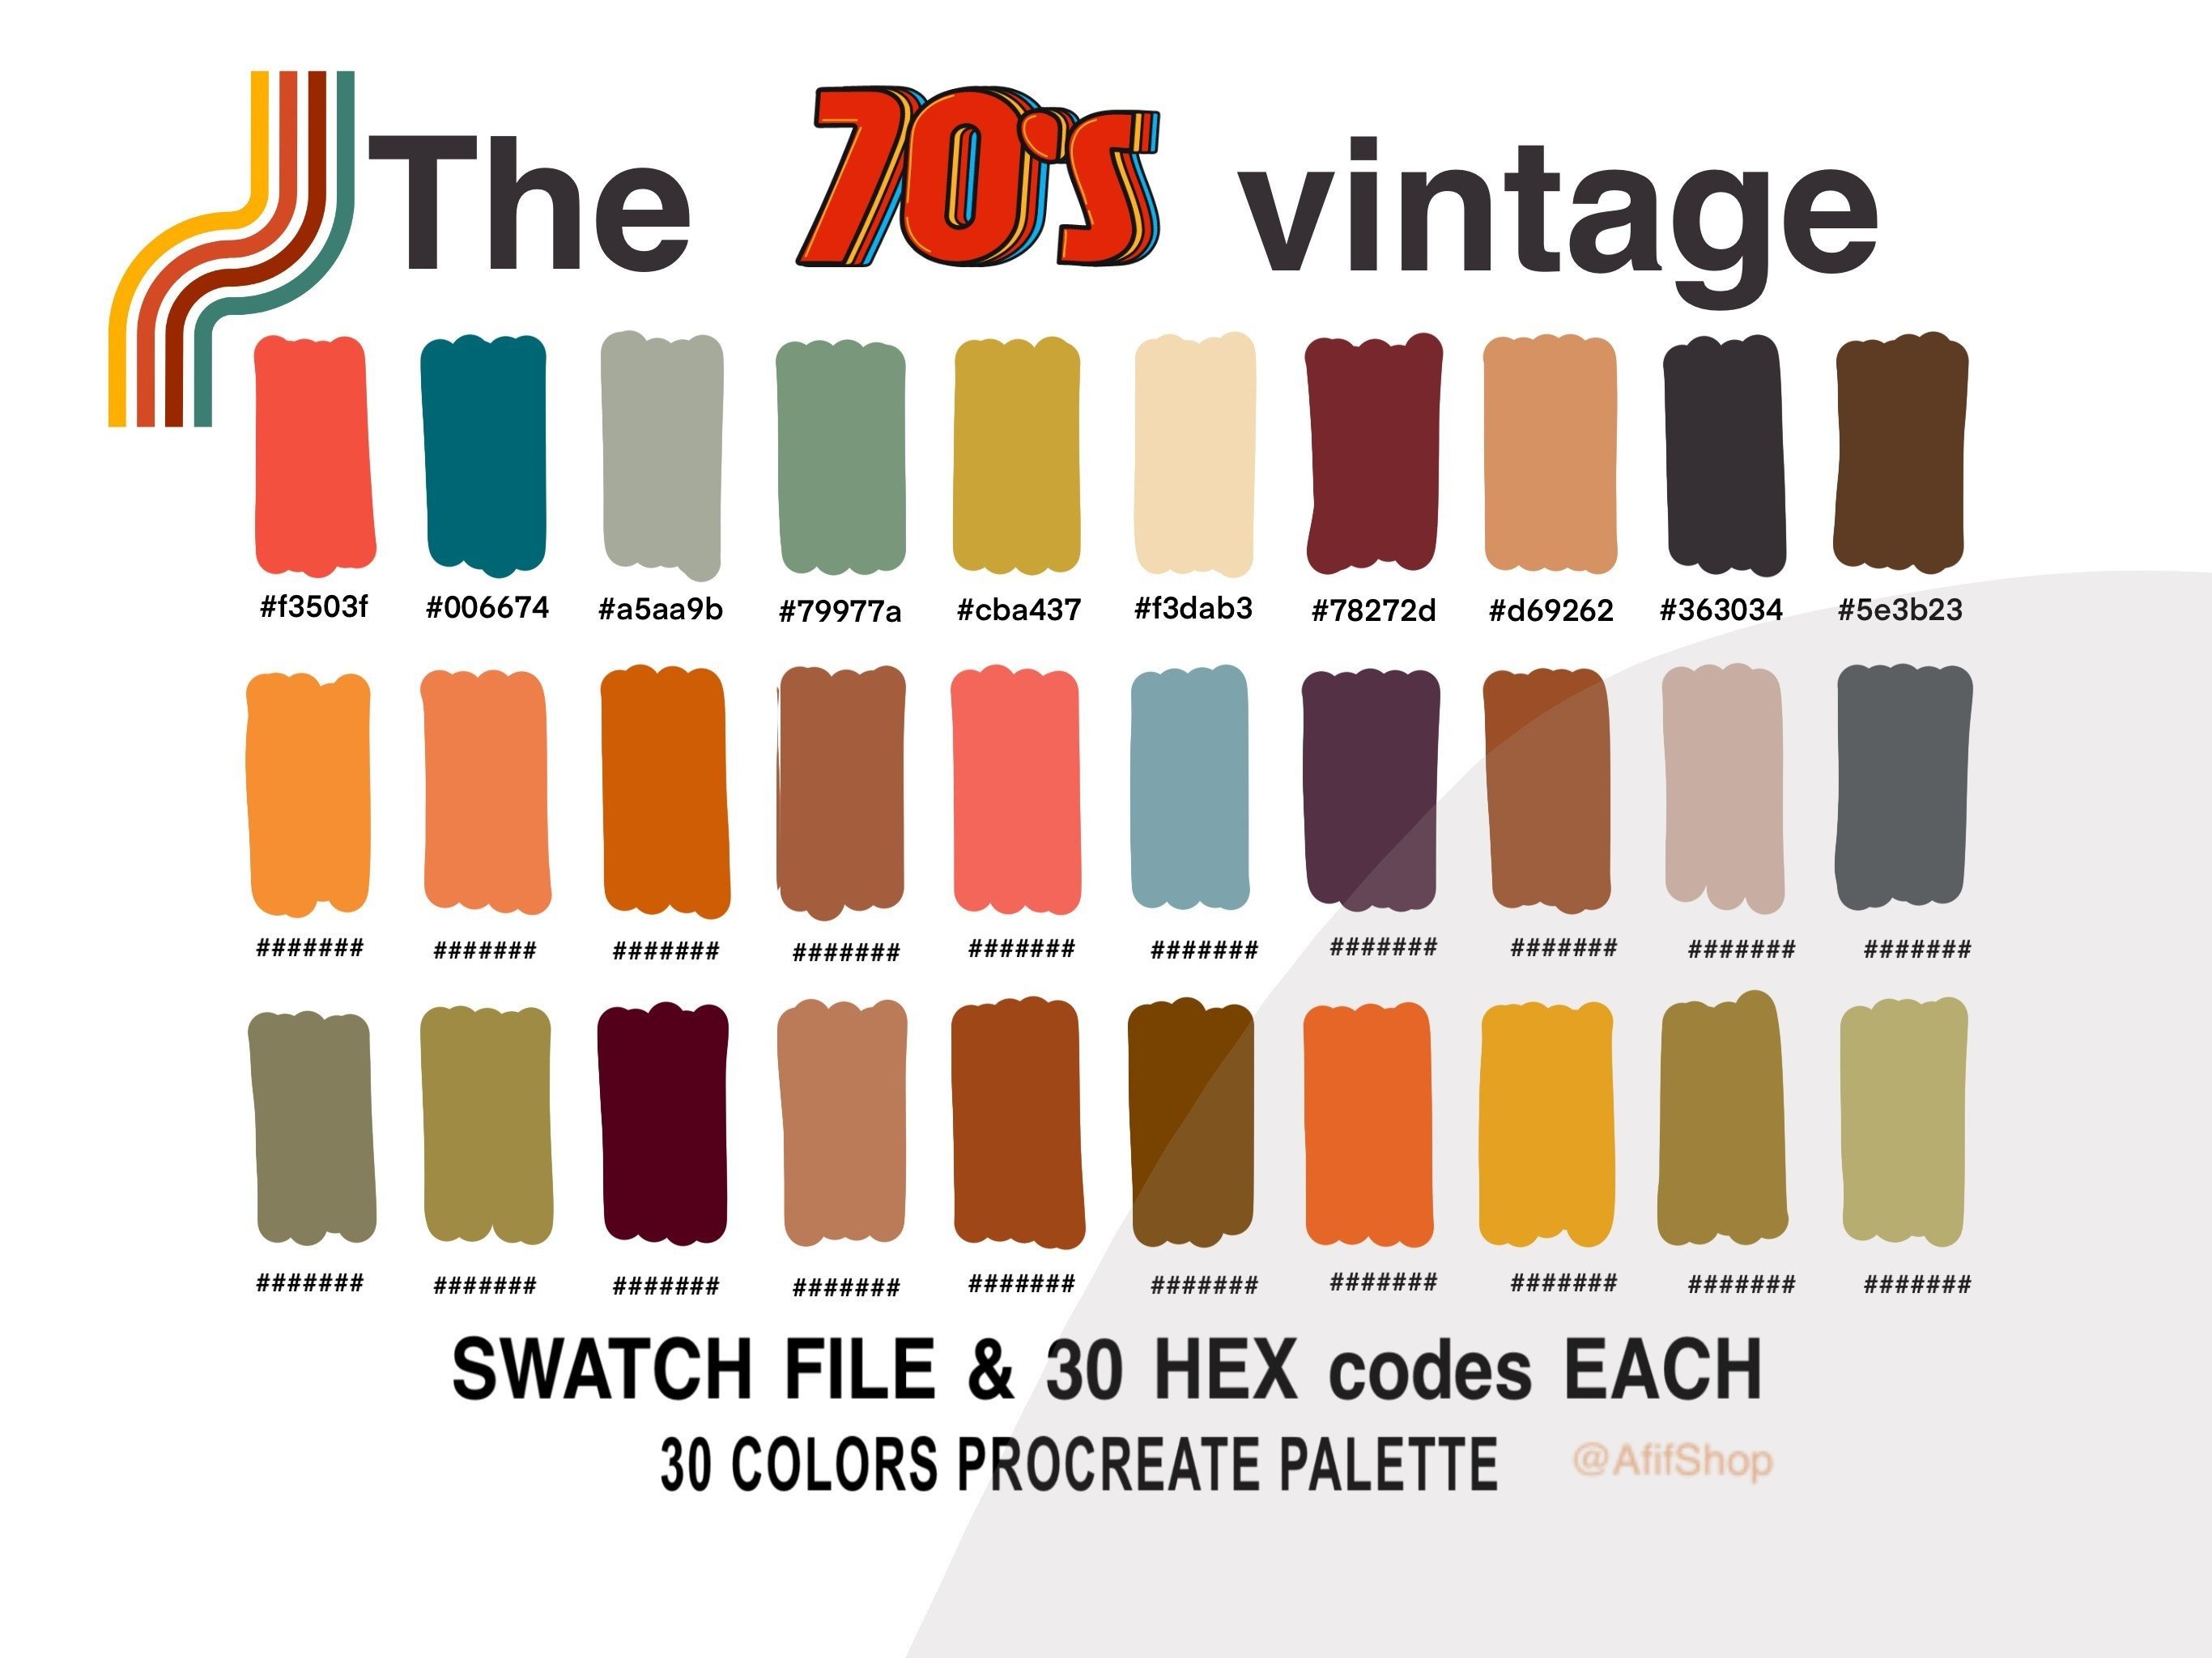 The 70's vintage
#f3503f #006674 #a5aa9b #79977a #cba437 #f3dab3 #78272d #d69262 #363034 #5e3b23
####### ####### ####### ####### ####### ####### ####### ####### ####### #######
####### ####### ####### ####### ####### ####### ####### ####### ####### #######
SWATCH FILE & 30 HEX codes EACH
30 COLORS PROCREATE PALETTE @AfifShop